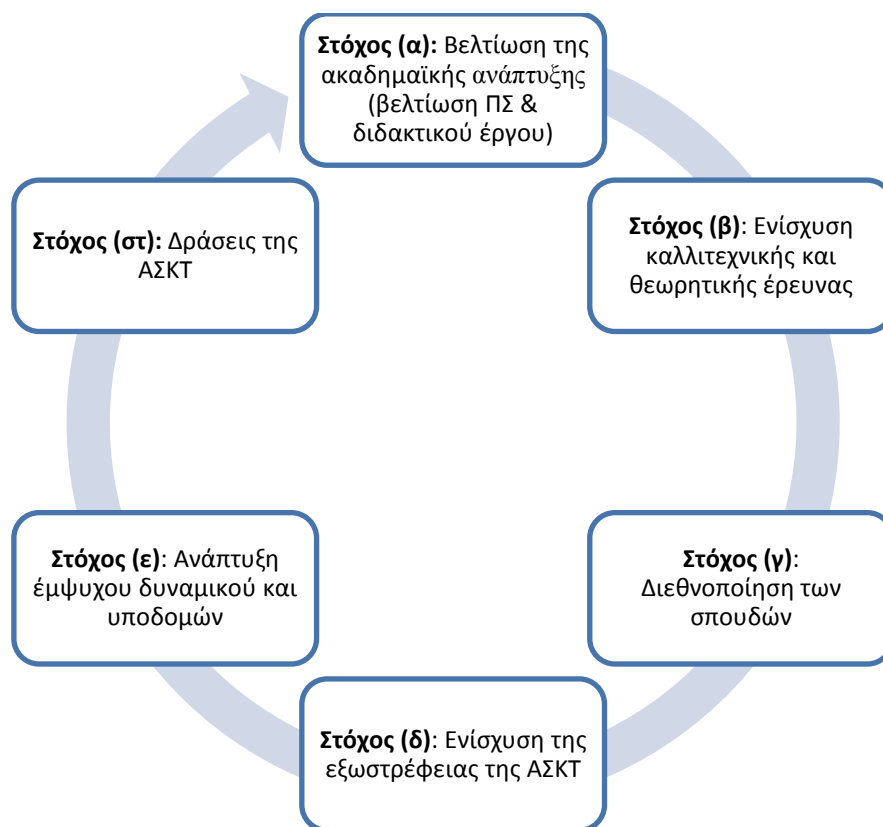 Στόχος (α): Βελτίωση της
ακαδημαϊκής ανάπτυξης
(βελτίωση ΠΣ &
διδακτικού έργου)
Στόχος (β): Ενίσχυση
καλλιτεχνικής και
θεωρητικής έρευνας
Στόχος (γ):
Διεθνοποίηση των
σπουδών
Στόχος (δ): Ενίσχυση της
εξωστρέφειας της ΑΣΚΤ
Στόχος (ε): Ανάπτυξη
έμψυχου δυναμικού και
υποδομών
Στόχος (στ): Δράσεις της
ΑΣΚΤ